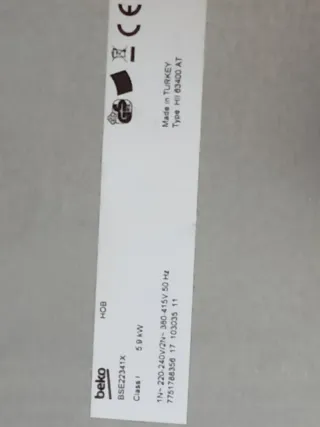 beko
HOB
BSE22341X
Class I
5.9 kW
1N~ 220-240V/2N~ 380-415V 50 Hz
7751788356 17 103035 11
CE
Made in TURKEY
Type: HII 63400 AT